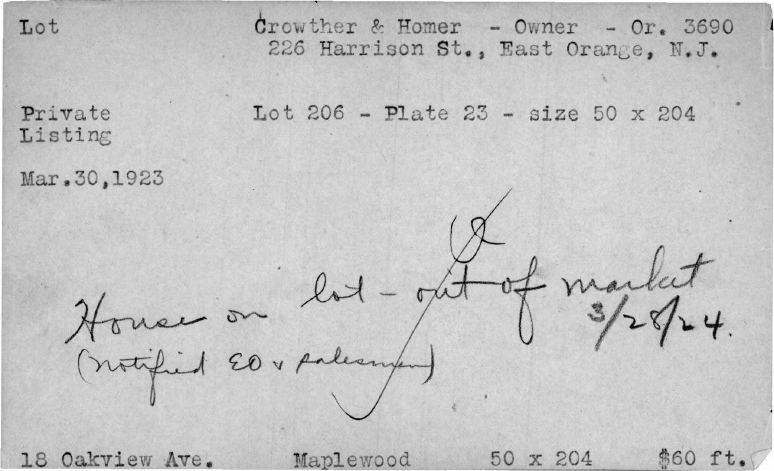 Lot Crowther & Homer - Owner - Or. 3690
226 Harrison St., East Orange, N.J.
Private Lot 206 - Plate 23 - size 50 x 204
Listing
Mar.30,1923
House on lot - out of market
3/28/24.
(notified EO & salesmen)
18 Oakview Ave. Maplewood 50 x 204 $60 ft.